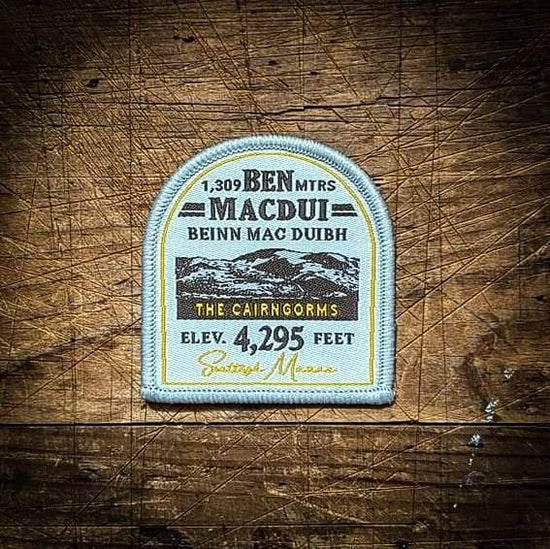 1,309 BEN MTRS
MACDUI
BEINN MAC DUIBH
THE CAIRNGORMS
ELEV. 4,295 FEET